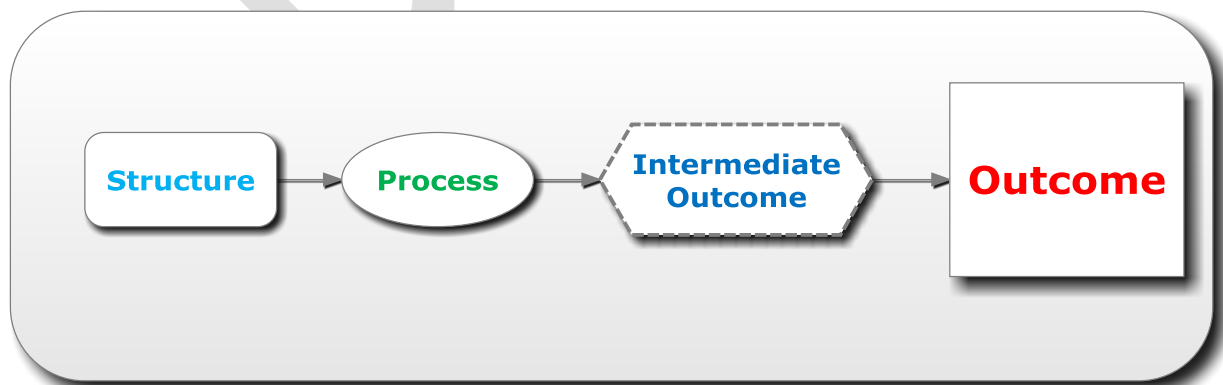 Structure
Process
Intermediate
Outcome
Outcome